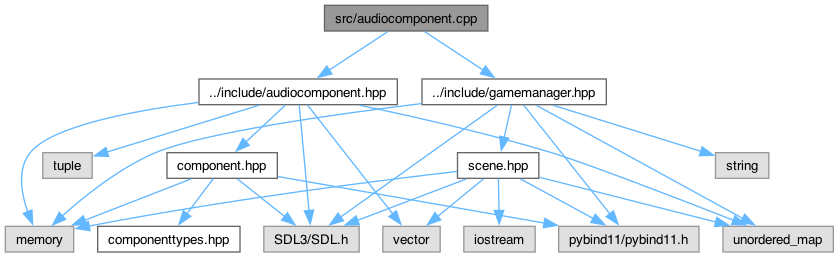 src/audiocomponent.cpp
../include/audiocomponent.hpp
../include/gamemanager.hpp
tuple
component.hpp
scene.hpp
string
memory
componenttypes.hpp
SDL3/SDL.h
vector
iostream
pybind11/pybind11.h
unordered_map